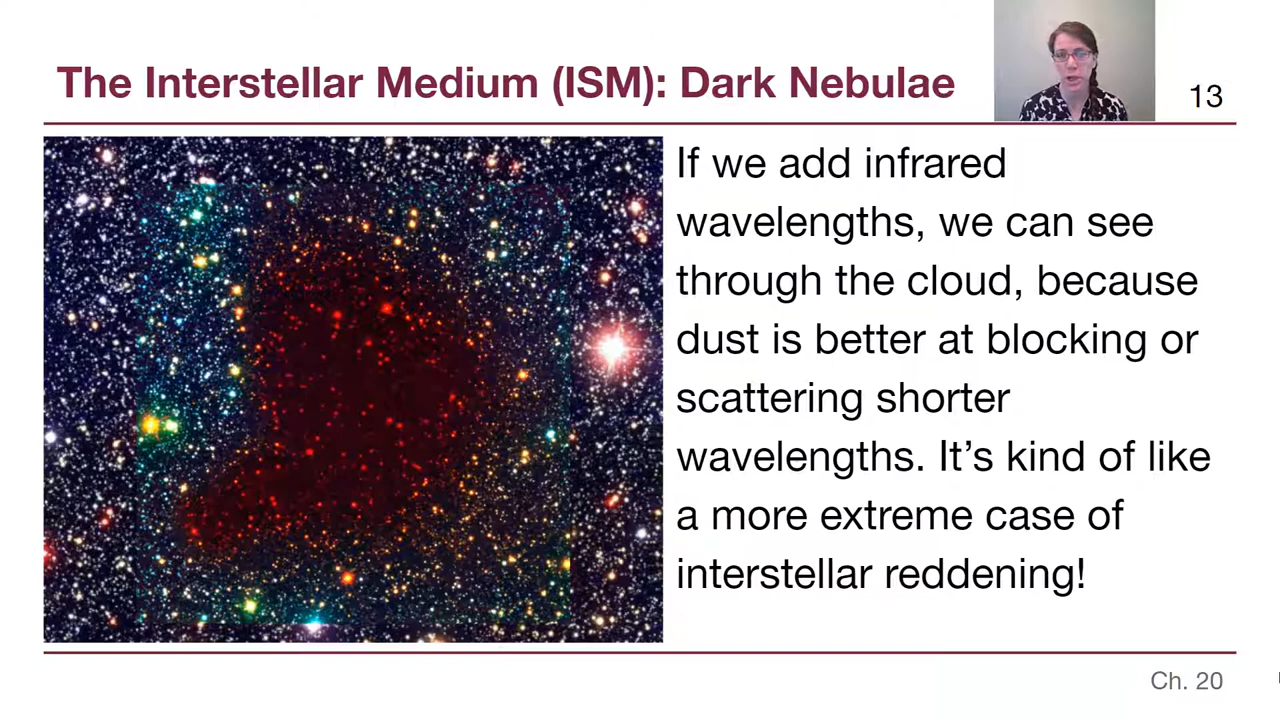 The Interstellar Medium (ISM): Dark Nebulae
13
If we add infrared
wavelengths, we can see
through the cloud, because
dust is better at blocking or
scattering shorter
wavelengths. It’s kind of like
a more extreme case of
interstellar reddening!
Ch. 20